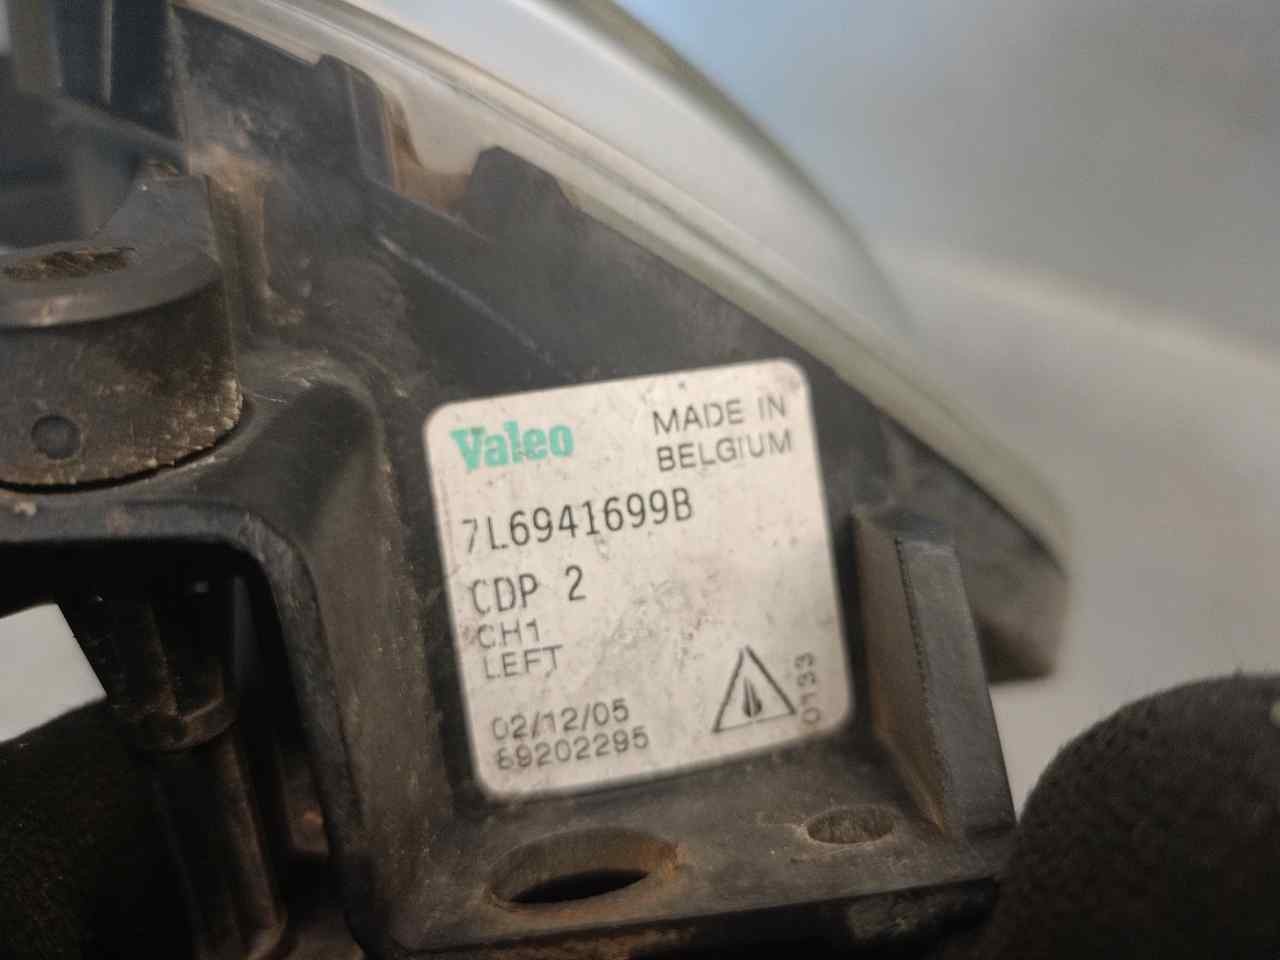 Valeo
MADE IN
BELGIUM
7L6941699B
CDP 2
CH1
LEFT
02/12/05
69202295
0133